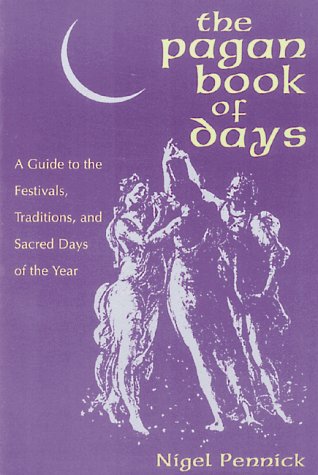 the
pagan
book
of
days
A Guide to the
Festivals,
Traditions, and
Sacred Days
of the Year
Nigel Pennick